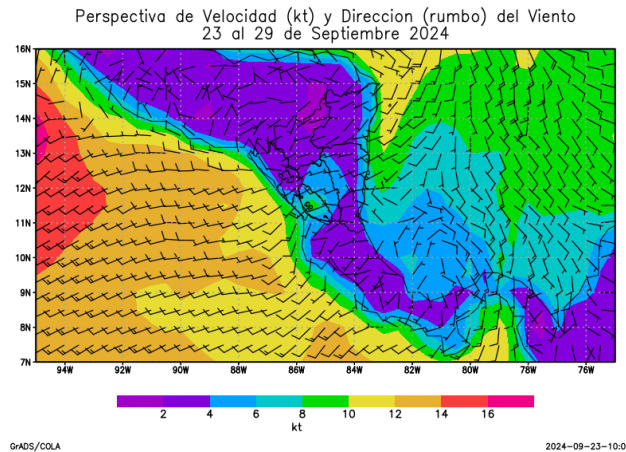 Perspectiva de Velocidad (kt) y Direccion (rumbo) del Viento
23 al 29 de Septiembre 2024
16N
15N
14N
13N
12N
11N
10N
9N
8N
7N
94W 92W 90W 88W 86W 84W 82W 80W 78W 76W
2 4 6 8 10 12 14 16
kt
GrADS/COLA 2024-09-23-10:0